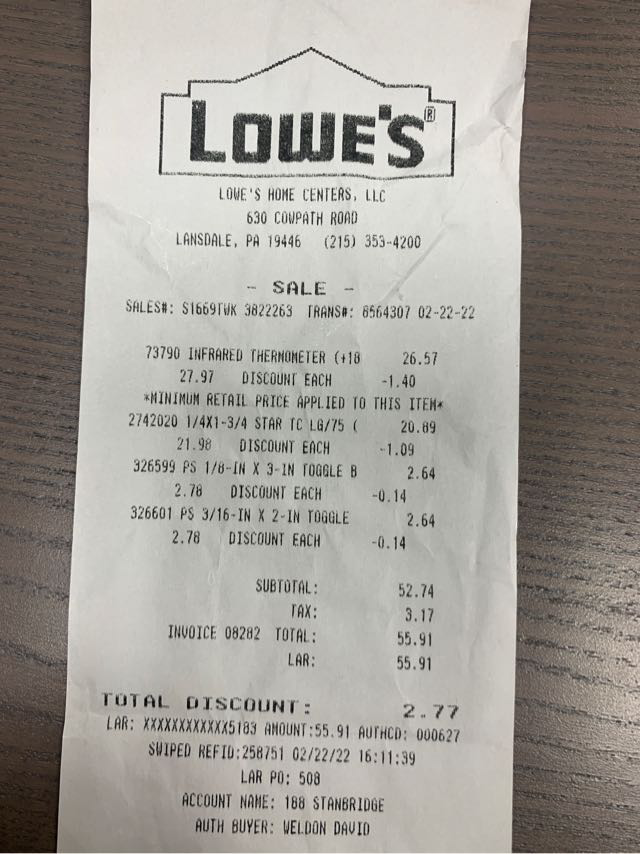 LOWE'S®
LOWE'S HOME CENTERS, LLC
630 COWPATH ROAD
LANSDALE, PA 19446 (215) 353-4200
- SALE -
SALES#: S1669TWK 3822263 TRANS#: 8564307 02-22-22
73790 INFRARED THERMOMETER (+18 26.57
27.97 DISCOUNT EACH -1.40
*MINIMUM RETAIL PRICE APPLIED TO THIS ITEM*
2742020 1/4X1-3/4 STAR TC LG/75 ( 20.89
21.98 DISCOUNT EACH -1.09
326599 PS 1/8-IN X 3-IN TOGGLE B 2.64
2.78 DISCOUNT EACH -0.14
326601 PS 3/16-IN X 2-IN TOGGLE 2.64
2.78 DISCOUNT EACH -0.14
SUBTOTAL: 52.74
TAX: 3.17
INVOICE 08282 TOTAL: 55.91
LAR: 55.91
TOTAL DISCOUNT: 2.77
LAR: XXXXXXXXXXXX5183 AMOUNT:55.91 AUTHCD: 000627
SWIPED REFID:258751 02/22/22 16:11:39
LAR PO: 508
ACCOUNT NAME: 188 STANBRIDGE
AUTH BUYER: WELDON DAVID